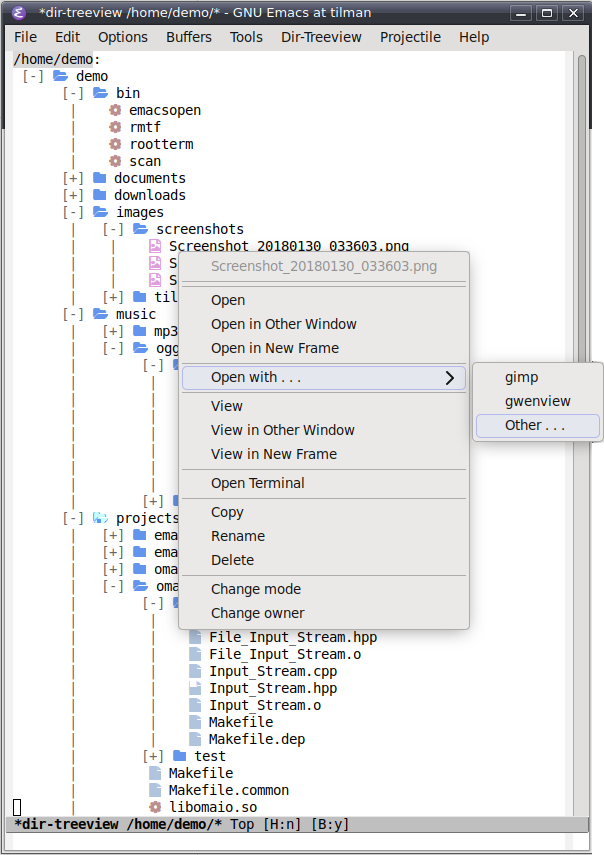 *dir-treeview /home/demo/* - GNU Emacs at tilman
File Edit Options Buffers Tools Dir-Treeview Projectile Help
/home/demo:
[-] demo
[-] bin
emacsopen
rmtf
rootterm
scan
[+] documents
[+] downloads
[-] images
[-] screenshots
Screenshot_20180130_033603.png
S
S
[+] til
[-] music
[+] mp3
[-] ogg
[-]
[+]
[-] projects
[+] ema
[+] ema
[+] oma
[-] oma
[-]
File_Input_Stream.hpp
File_Input_Stream.o
Input_Stream.cpp
Input_Stream.hpp
Input_Stream.o
Makefile
Makefile.dep
[+] test
Makefile
Makefile.common
libomaio.so
*dir-treeview /home/demo/* Top [H:n] [B:y]
Screenshot_20180130_033603.png
Open
Open in Other Window
Open in New Frame
Open with . . .
View
View in Other Window
View in New Frame
Open Terminal
Copy
Rename
Delete
Change mode
Change owner
gimp
gwenview
Other . . .